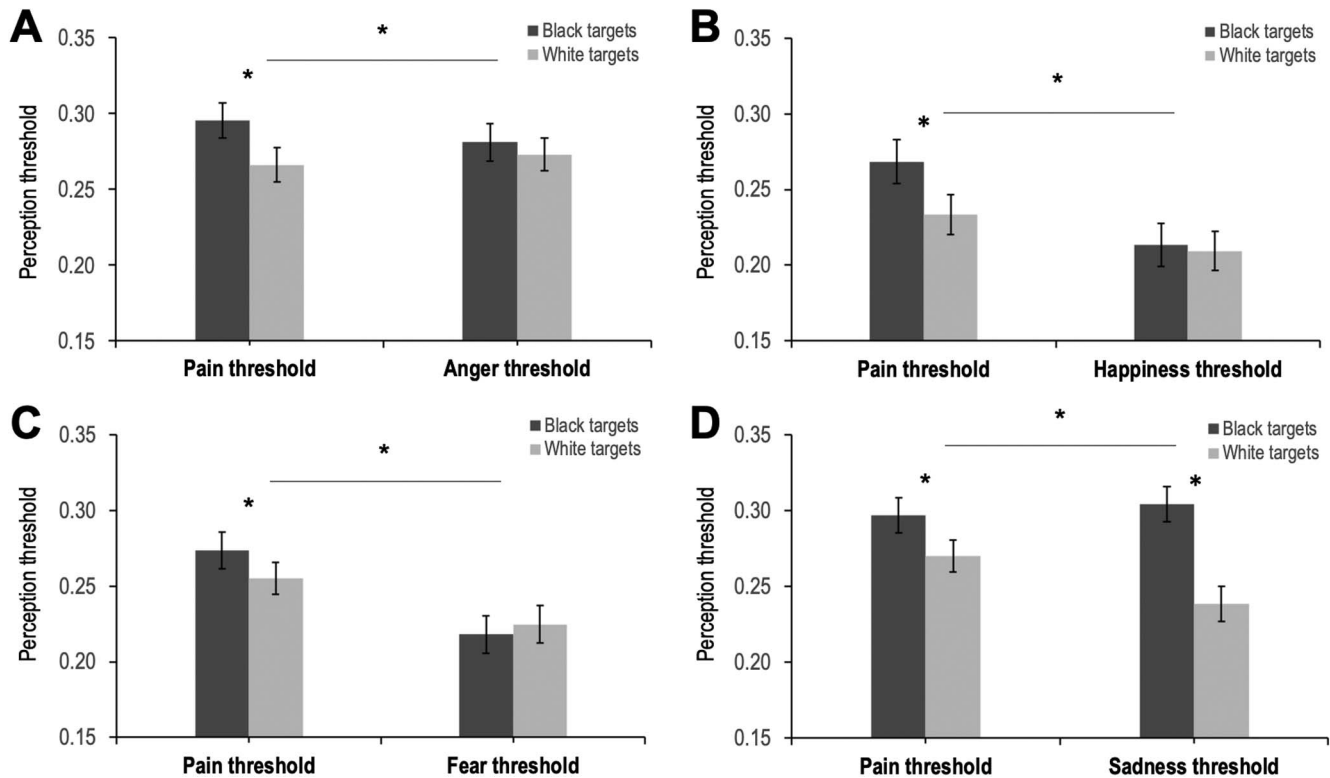 A
0.35
0.30
0.25
0.20
0.15
Perception threshold
*
*
Black targets
White targets
Pain threshold
Anger threshold
B
0.35
0.30
0.25
0.20
0.15
Perception threshold
*
*
Black targets
White targets
Pain threshold
Happiness threshold
C
0.35
0.30
0.25
0.20
0.15
Perception threshold
*
*
Black targets
White targets
Pain threshold
Fear threshold
D
0.35
0.30
0.25
0.20
0.15
Perception threshold
*
*
*
Black targets
White targets
Pain threshold
Sadness threshold